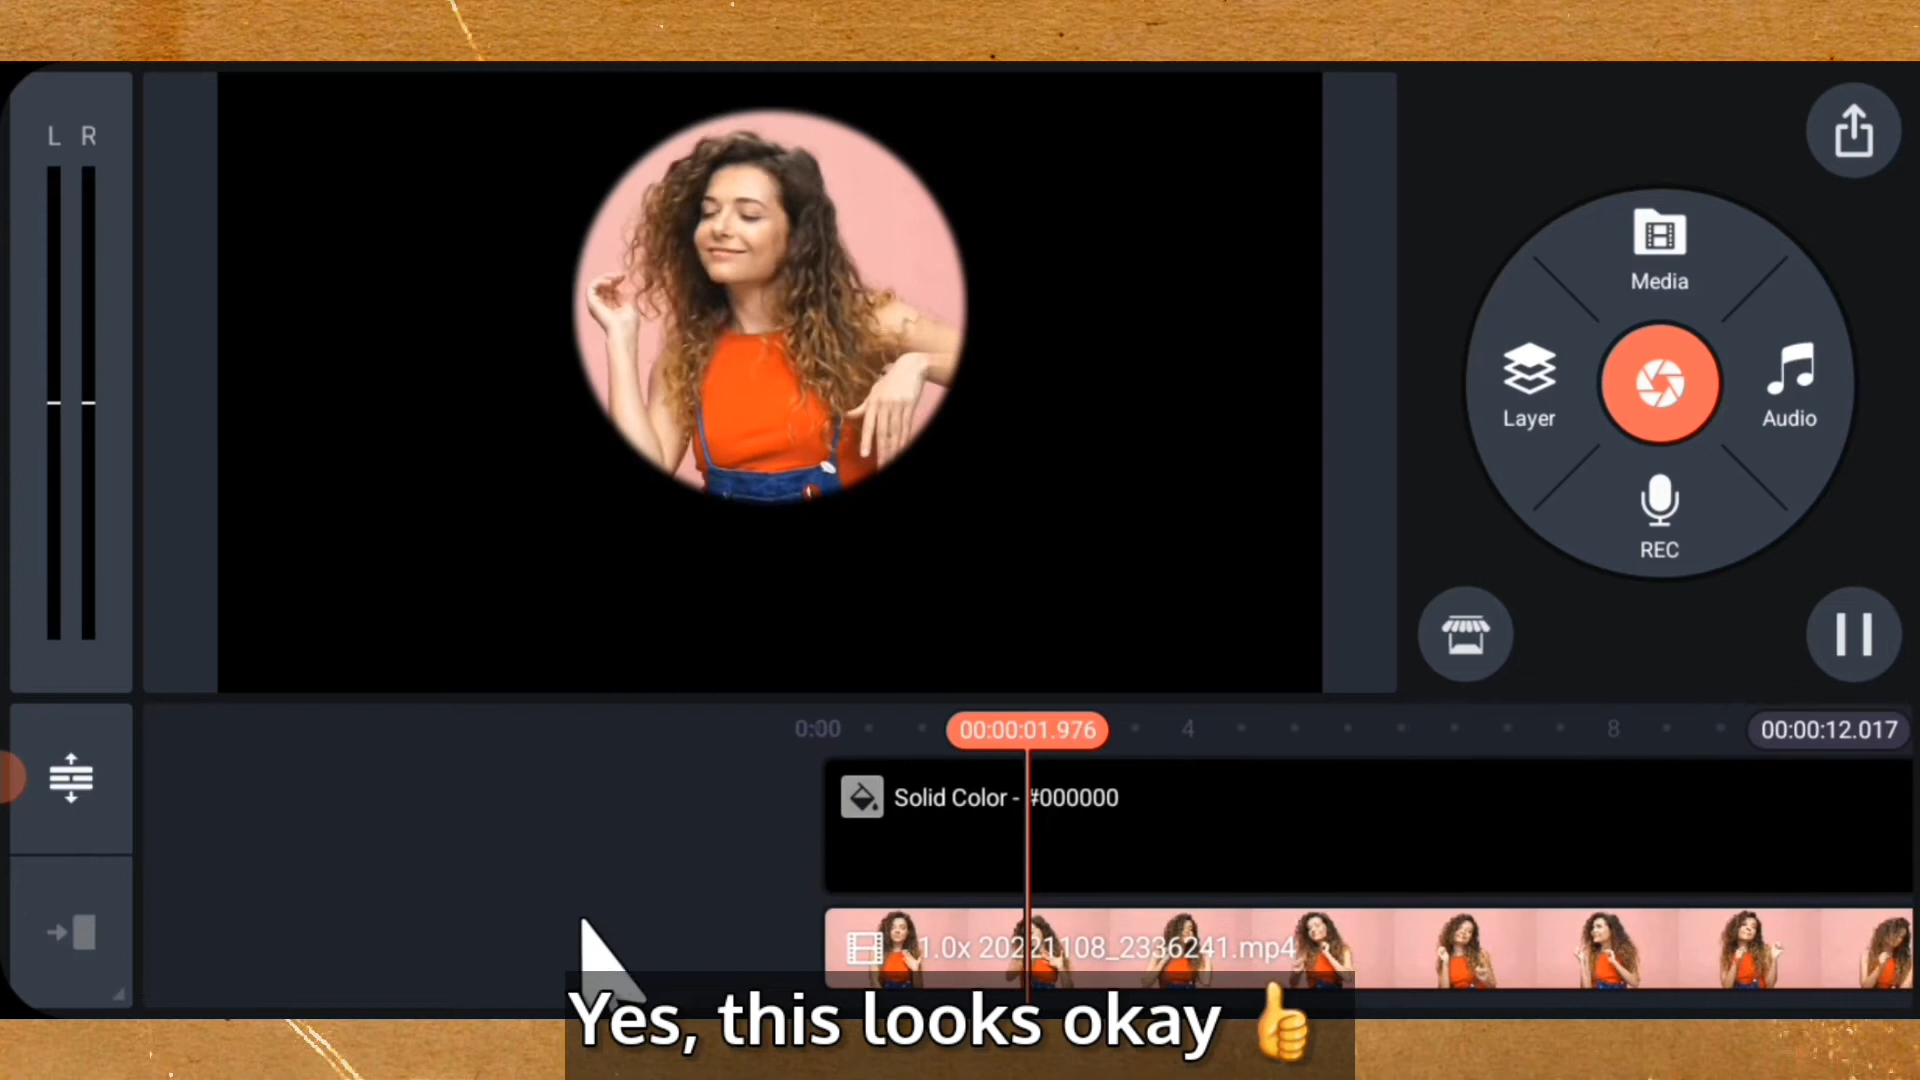 L R
Media
Layer
Audio
REC
0:00
00:00:01.976
4
8
00:00:12.017
Solid Color - #000000
1.0x 20221108_2336241.mp4
Yes, this looks okay 👍